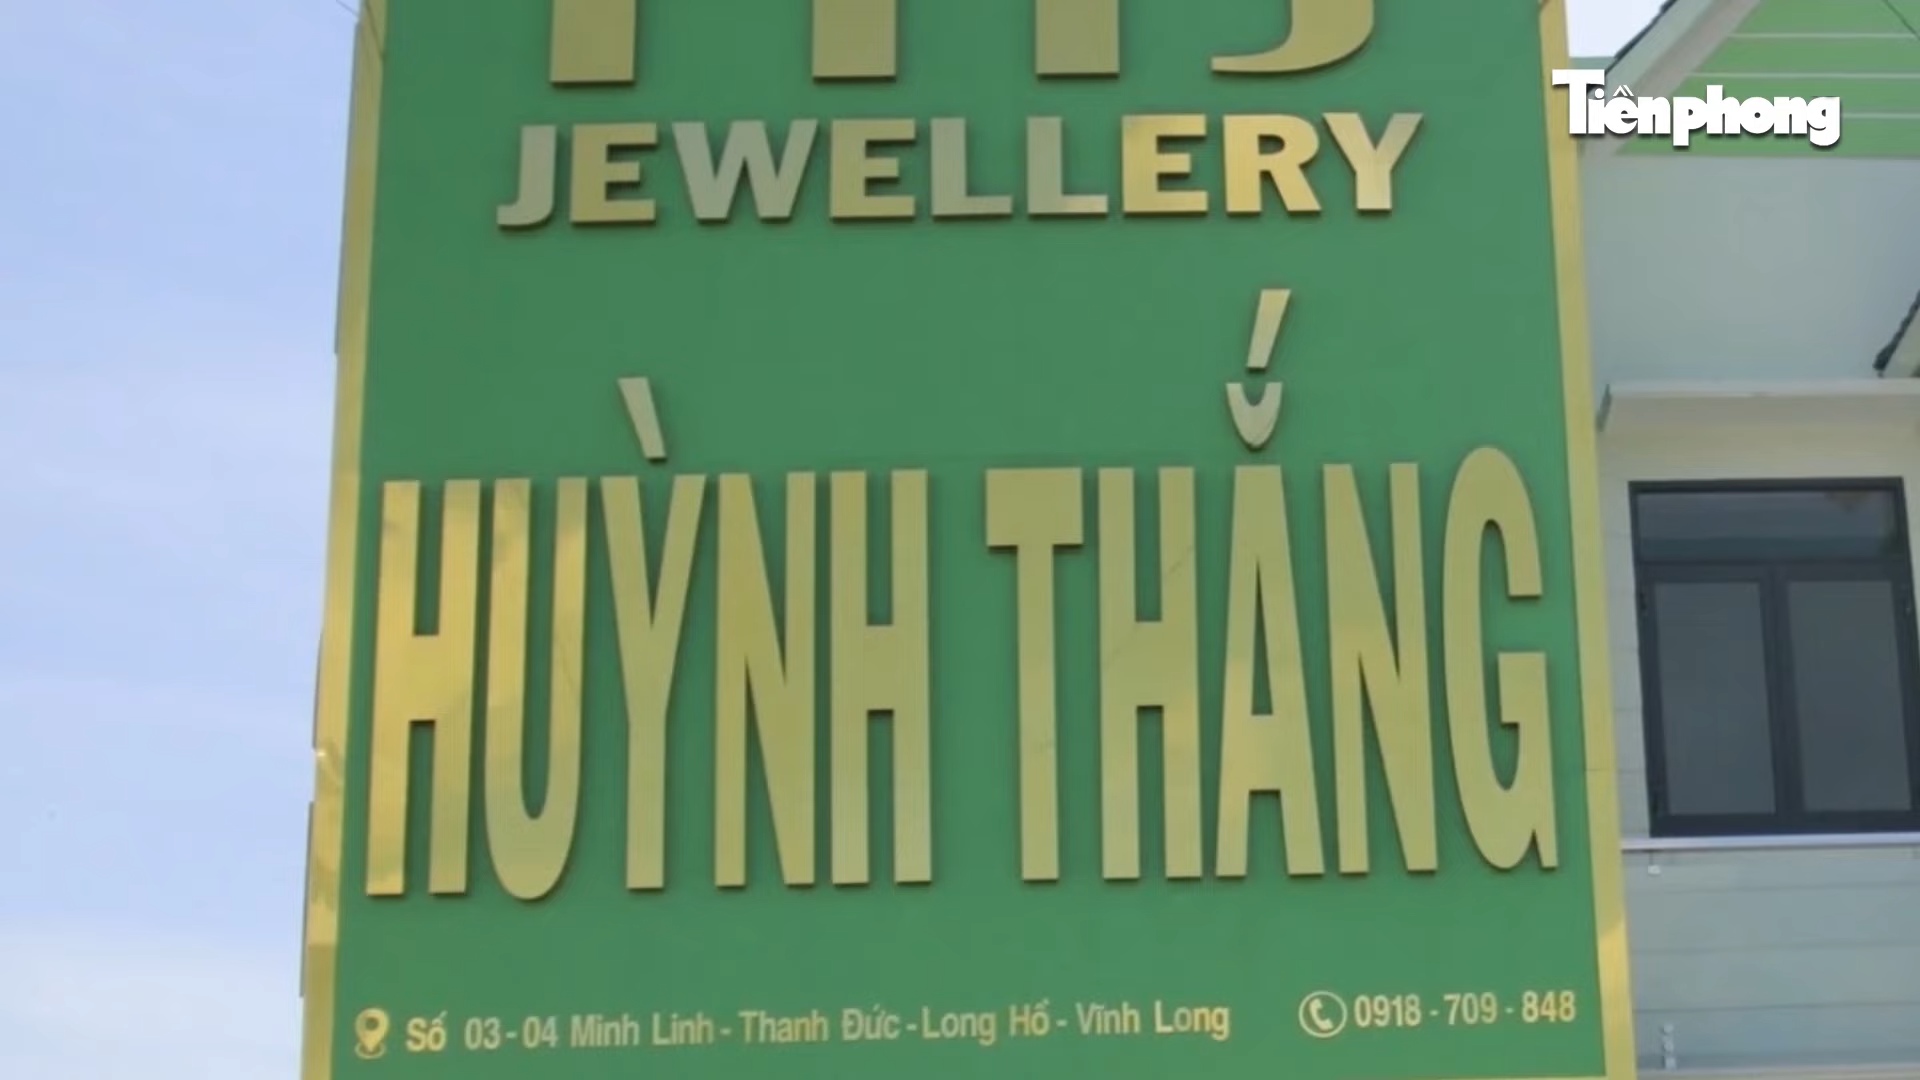 Tiềnphong
JEWELLERY
HUỲNH THẮNG
Số 03-04 Minh Linh - Thanh Đức - Long Hồ - Vĩnh Long
0918 - 709 - 848